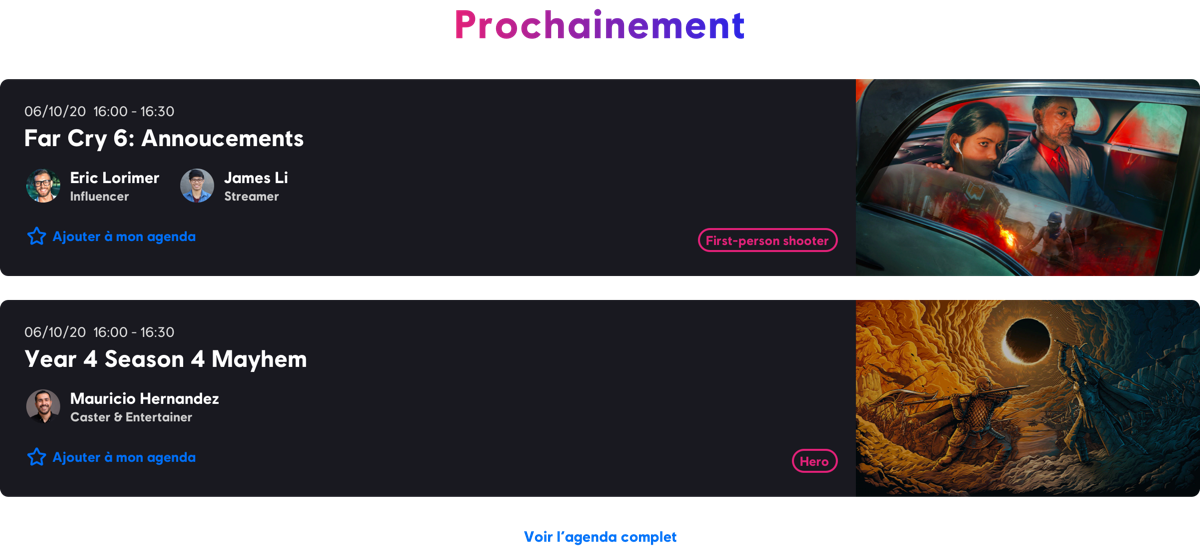 Prochainement
06/10/20 16:00 - 16:30
Far Cry 6: Annoucements
Eric Lorimer
Influencer
James Li
Streamer
Ajouter à mon agenda
First-person shooter
06/10/20 16:00 - 16:30
Year 4 Season 4 Mayhem
Mauricio Hernandez
Caster & Entertainer
Ajouter à mon agenda
Hero
Voir l'agenda complet